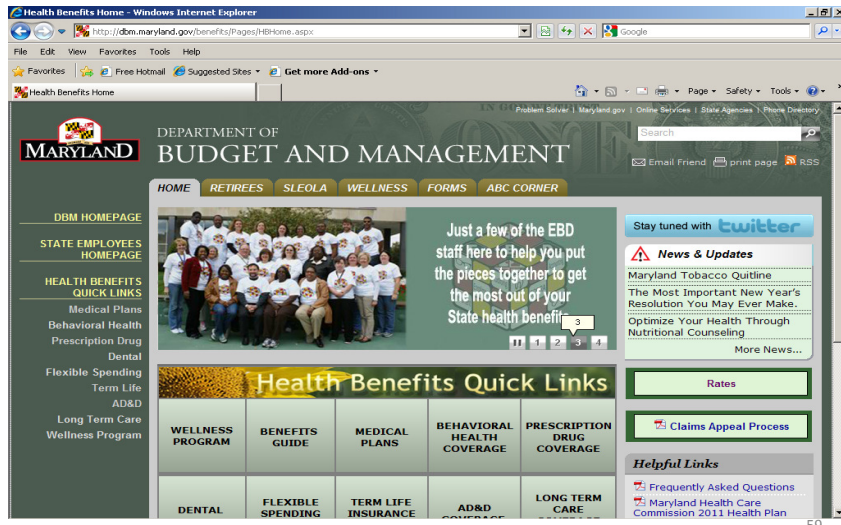 Health Benefits Home - Windows Internet Explorer
http://dbm.maryland.gov/benefits/Pages/HBHome.aspx
Google
File Edit View Favorites Tools Help
Favorites Free Hotmail Suggested Sites Get more Add-ons
Health Benefits Home
Page Safety Tools
Problem Solver | Maryland.gov | Online Services | State Agencies | Phone Directory
MARYLAND
DEPARTMENT OF
BUDGET AND MANAGEMENT
Search
Email Friend print page RSS
HOME RETIREES SLEOLA WELLNESS FORMS ABC CORNER
DBM HOMEPAGE
STATE EMPLOYEES
HOMEPAGE
HEALTH BENEFITS
QUICK LINKS
Medical Plans
Behavioral Health
Prescription Drug
Dental
Flexible Spending
Term Life
AD&D
Long Term Care
Wellness Program
Just a few of the EBD
staff here to help you put
the pieces together to get
the most out of your
State health benefits
3
1 2 3 4
Health Benefits Quick Links
WELLNESS
PROGRAM
BENEFITS
GUIDE
MEDICAL
PLANS
BEHAVIORAL
HEALTH
COVERAGE
PRESCRIPTION
DRUG
COVERAGE
DENTAL
FLEXIBLE
SPENDING
TERM LIFE
INSURANCE
AD&D
COVERAGE
LONG TERM
CARE
Stay tuned with twitter
News & Updates
Maryland Tobacco Quitline
The Most Important New Year's
Resolution You May Ever Make.
Optimize Your Health Through
Nutritional Counseling
More News...
Rates
Claims Appeal Process
Helpful Links
Frequently Asked Questions
Maryland Health Care
Commission 2011 Health Plan